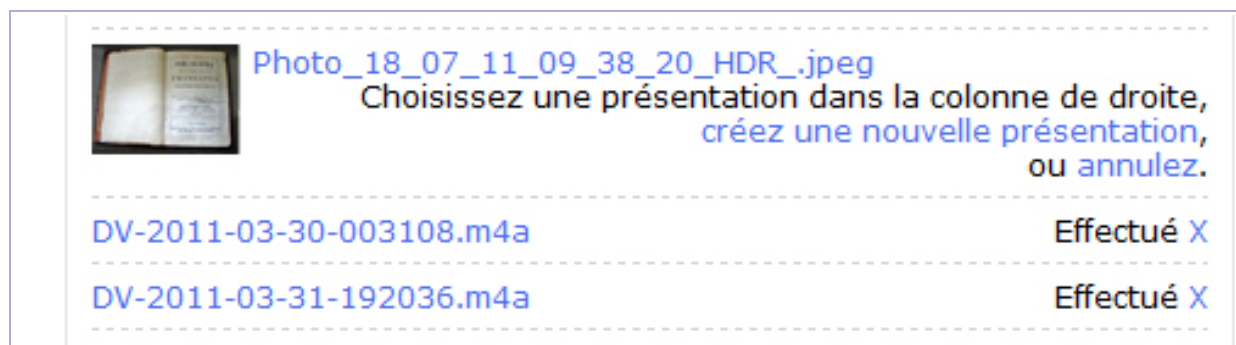 Photo_18_07_11_09_38_20_HDR_.jpeg
Choisissez une présentation dans la colonne de droite,
créez une nouvelle présentation,
ou annulez.
DV-2011-03-30-003108.m4a Effectué X
DV-2011-03-31-192036.m4a Effectué X